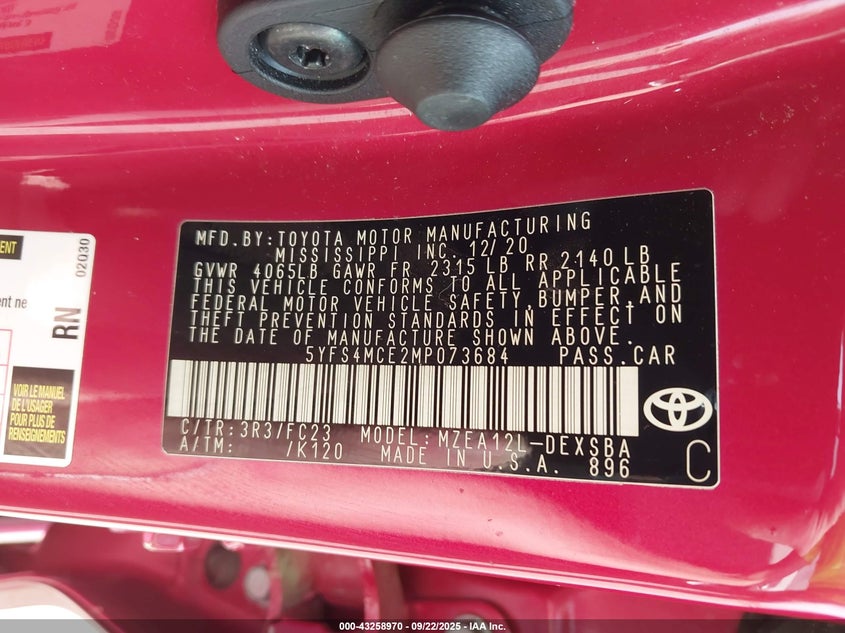 MFD.BY:TOYOTA MOTOR MANUFACTURING
MISSISSIPPI INC. 12/20
GVWR 4065LB GAWR FR 2315 LB RR 2140 LB
THIS VEHICLE CONFORMS TO ALL APPLICABLE
FEDERAL MOTOR VEHICLE SAFETY,BUMPER,AND
THEFT PREVENTION STANDARDS IN EFFECT ON
THE DATE OF MANUFACTURE SHOWN ABOVE.
5YFS4MCE2MP073684 PASS.CAR
C/TR:3R3/FC23 MODEL:MZEA12L-DEXSBA
A/TM: /K120 MADE IN U.S.A. 896
C
02030
RN
VOIR LE MANUEL
DE L'USAGER
POUR PLUS DE
RENSEIGNEMENTS
000-43258970 - 09/22/2025 - IAA Inc.